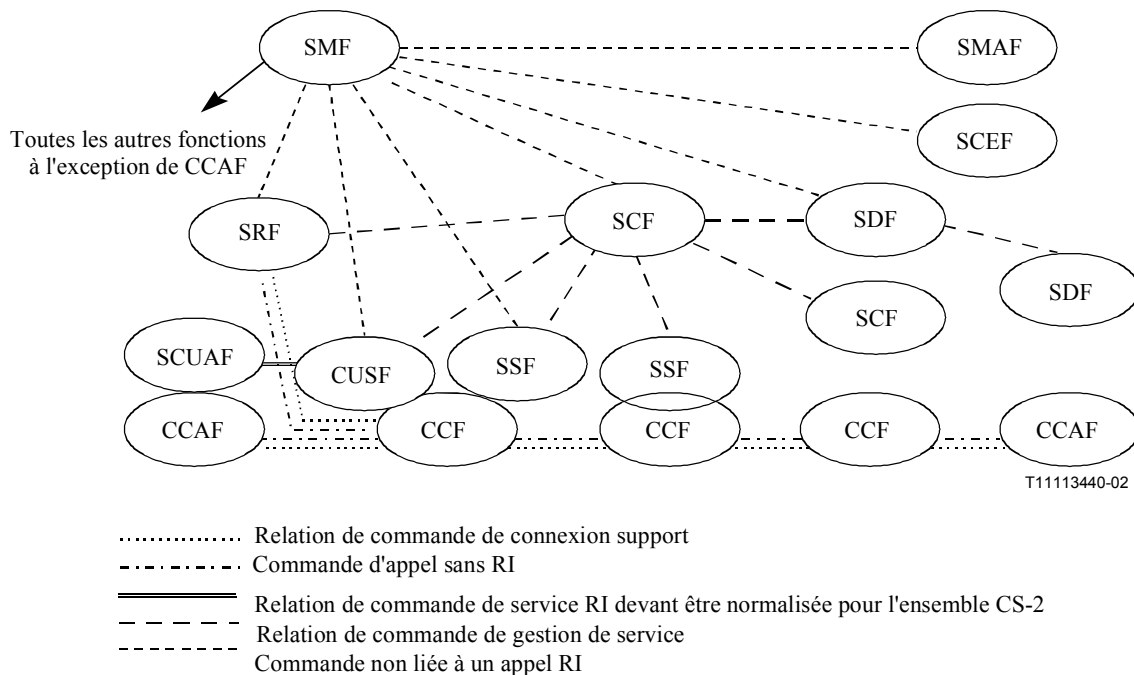 SMF
SMAF
SCEF
Toutes les autres fonctions
à l'exception de CCAF
SRF
SCF
SDF
SDF
SCF
SCUAF
CUSF
SSF
SSF
CCAF
CCF
CCF
CCF
CCAF
T11113440-02
Relation de commande de connexion support
Commande d'appel sans RI
Relation de commande de service RI devant être normalisée pour l'ensemble CS-2
Relation de commande de gestion de service
Commande non liée à un appel RI